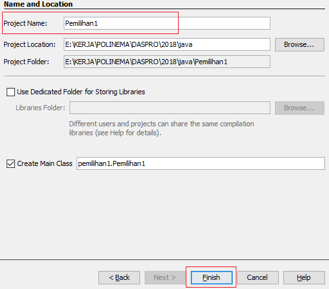 Name and Location
Project Name: Pemilihan1
Project Location: E:\KERJA\POLINEMA\DASPRO\2018\java Browse...
Project Folder: E:\KERJA\POLINEMA\DASPRO\2018\java\Pemilihan1
Use Dedicated Folder for Storing Libraries
Libraries Folder: Browse...
Different users and projects can share the same compilation
libraries (see Help for details).
Create Main Class pemilihan1.Pemilihan1
< Back Next > Finish Cancel Help